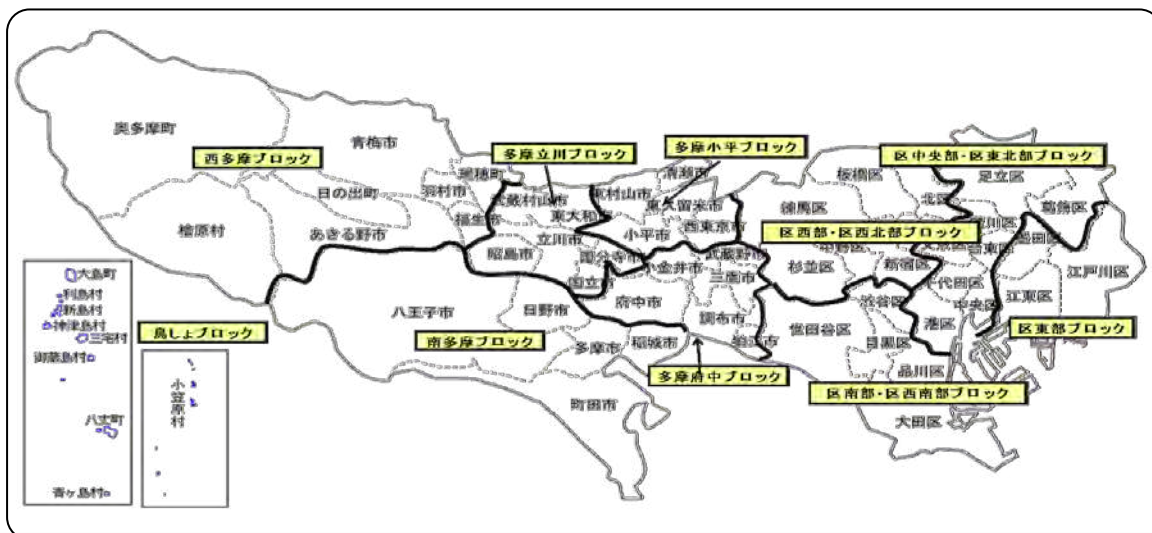 奥多摩町
青梅市
西多摩ブロック
多摩立川ブロック
多摩小平ブロック
区中央部・区東北部ブロック
瑞穂町
清瀬市
板橋区
足立区
日の出町
羽村市
武蔵村山市
東村山市
東久留米市
練馬区
北区
荒川区
葛飾区
檜原村
あきる野市
福生市
東大和
小平市
西東京市
区西部・区西北部ブロック
文京区
台東区
墨田区
昭島市
立川市
国分寺市
小金井市
武蔵野市
三鷹市
中野区
杉並区
新宿区
千代田区
江戸川区
大島町
利島村
新島村
神津島村
三宅村
御蔵島村
八丈町
青ヶ島村
島しょブロック
小笠原村
八王子市
日野市
国立市
府中市
調布市
狛江市
世田谷区
渋谷区
港区
中央区
江東区
区東部ブロック
南多摩ブロック
多摩市
稲城市
多摩府中ブロック
目黒区
品川区
区南部・区西南部ブロック
町田市
大田区